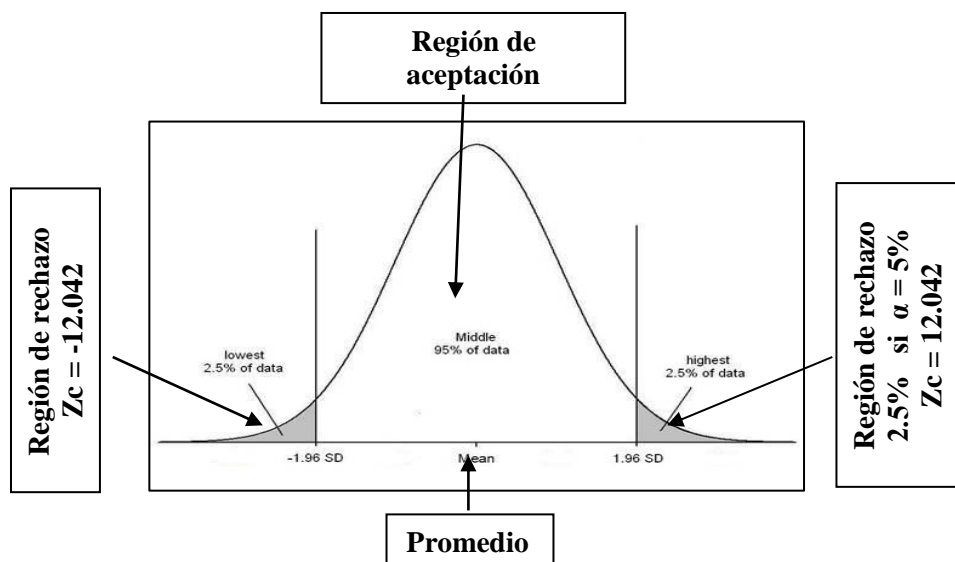 Región de
aceptación
Región de rechazo
Zc = -12.042
lowest
2.5% of data
Middle
95% of data
highest
2.5% of data
Región de rechazo
2.5% si α = 5%
Zc = 12.042
-1.96 SD
Mean
1.96 SD
Promedio